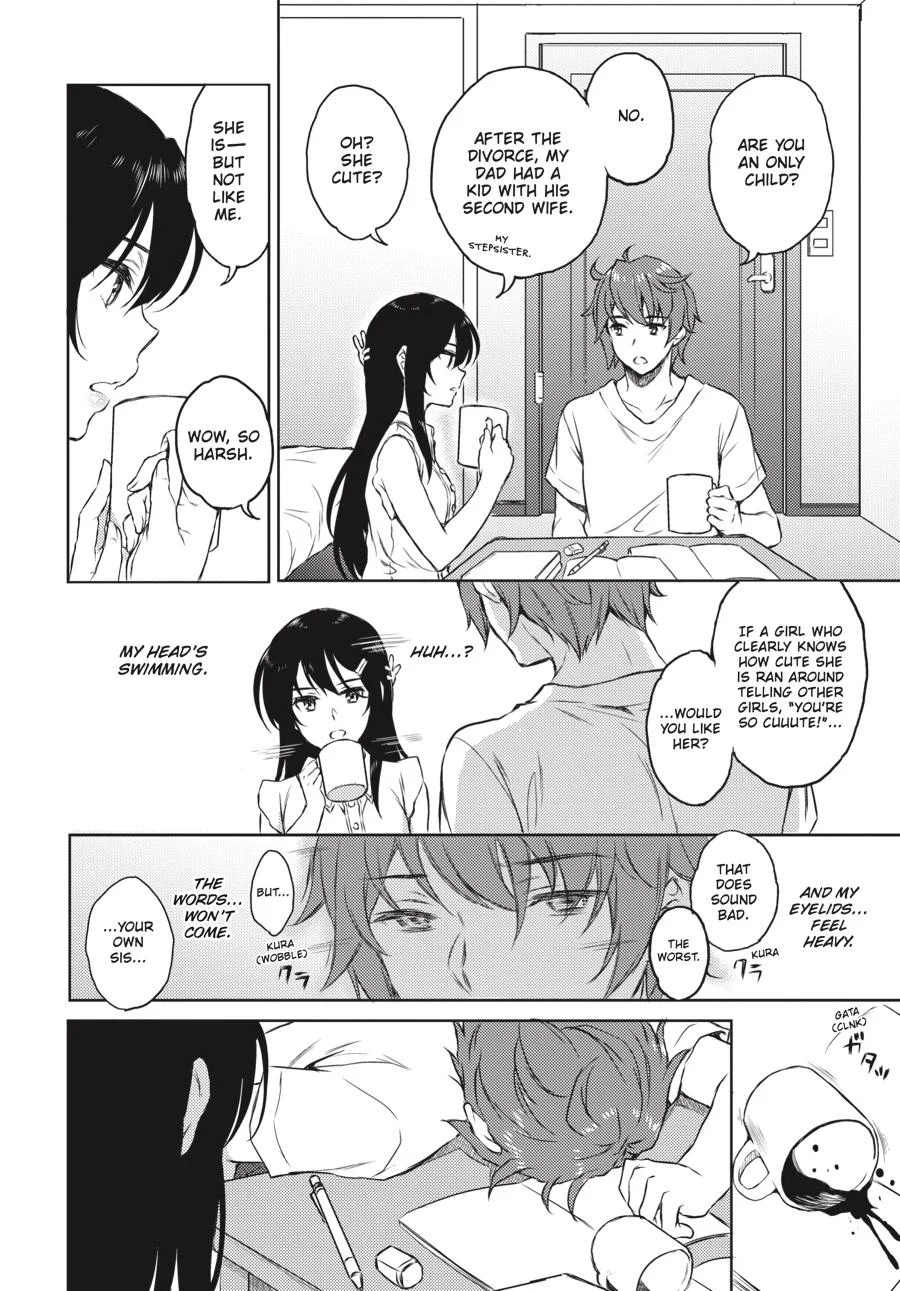 ARE YOU
AN ONLY
CHILD?
NO.
AFTER THE
DIVORCE, MY
DAD HAD A
KID WITH HIS
SECOND WIFE.
MY
STEPSISTER.
OH?
SHE
CUTE?
SHE
IS—
BUT
NOT
LIKE
ME.
WOW, SO
HARSH.
IF A GIRL WHO
CLEARLY KNOWS
HOW CUTE SHE
IS RAN AROUND
TELLING OTHER
GIRLS, "YOU'RE
SO CUUUTE!"...
...WOULD
YOU LIKE
HER?
HUH...?
MY HEAD'S
SWIMMING.
AND MY
EYELIDS...
FEEL
HEAVY.
THAT
DOES
SOUND
BAD.
THE
WORST.
KURA
クラ
BUT...
THE
WORDS...
WON'T
COME.
KURA
(WOBBLE)
クラ
...YOUR
OWN
SIS...
GATA
(CLNK)
ガタッ